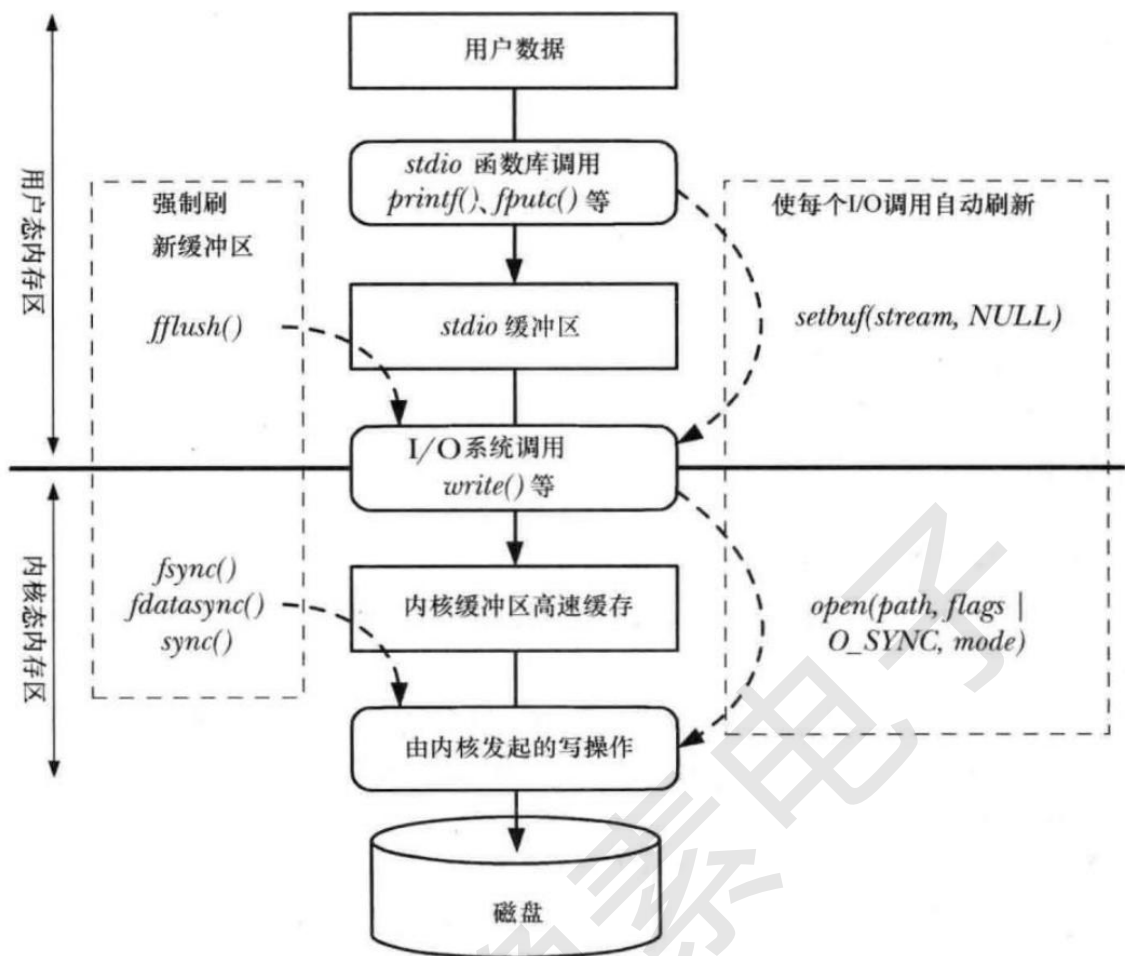 用户数据
stdio 函数库调用
printf()、fputc() 等
用户态内存区
强制刷
新缓冲区
使每个I/O调用自动刷新
fflush()
stdio 缓冲区
setbuf(stream, NULL)
I/O系统调用
write() 等
内核态内存区
fsync()
fdatasync()
sync()
内核缓冲区高速缓存
open(path, flags |
O_SYNC, mode)
由内核发起的写操作
磁盘
素电子